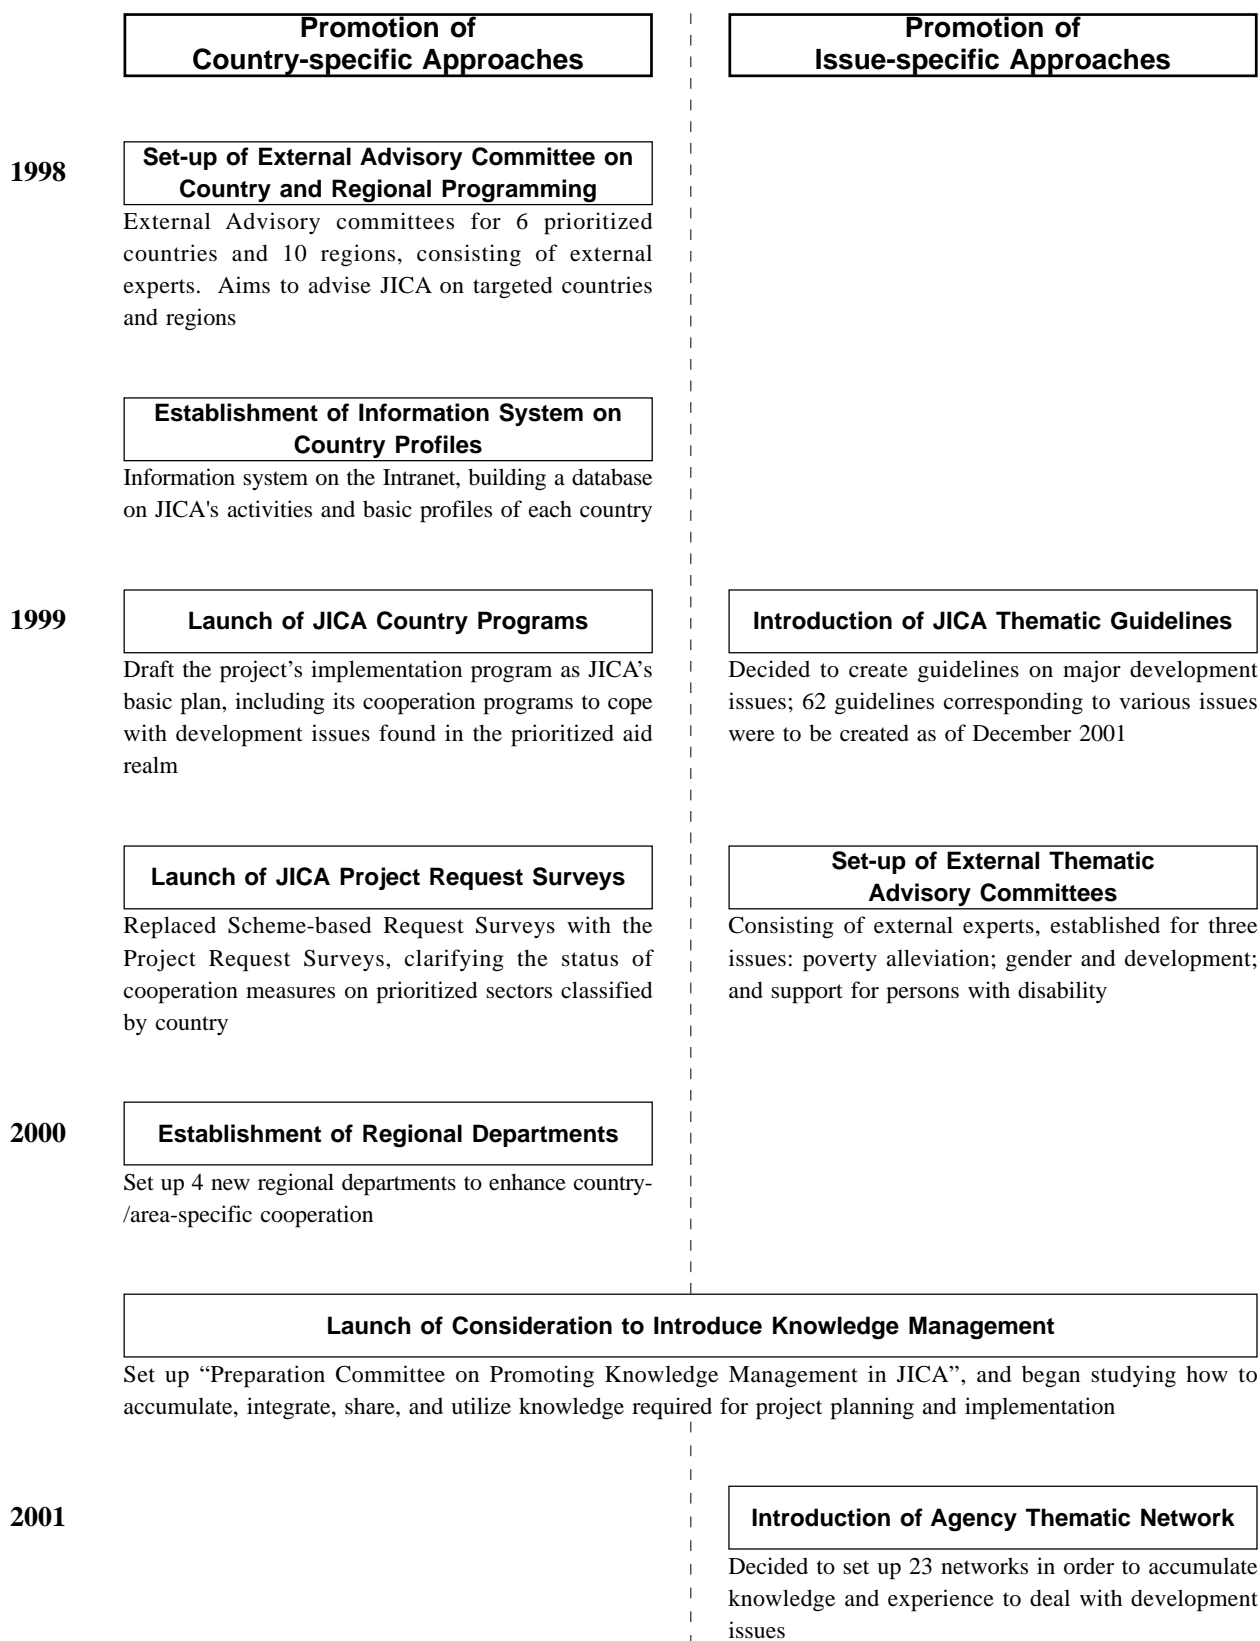 Promotion of
Country-specific Approaches
Promotion of
Issue-specific Approaches
1998
Set-up of External Advisory Committee on
Country and Regional Programming
External Advisory committees for 6 prioritized
countries and 10 regions, consisting of external
experts. Aims to advise JICA on targeted countries
and regions
Establishment of Information System on
Country Profiles
Information system on the Intranet, building a database
on JICA's activities and basic profiles of each country
1999
Launch of JICA Country Programs
Draft the project’s implementation program as JICA’s
basic plan, including its cooperation programs to cope
with development issues found in the prioritized aid
realm
Introduction of JICA Thematic Guidelines
Decided to create guidelines on major development
issues; 62 guidelines corresponding to various issues
were to be created as of December 2001
Launch of JICA Project Request Surveys
Replaced Scheme-based Request Surveys with the
Project Request Surveys, clarifying the status of
cooperation measures on prioritized sectors classified
by country
Set-up of External Thematic
Advisory Committees
Consisting of external experts, established for three
issues: poverty alleviation; gender and development;
and support for persons with disability
2000
Establishment of Regional Departments
Set up 4 new regional departments to enhance country-
/area-specific cooperation
Launch of Consideration to Introduce Knowledge Management
Set up “Preparation Committee on Promoting Knowledge Management in JICA”, and began studying how to
accumulate, integrate, share, and utilize knowledge required for project planning and implementation
2001
Introduction of Agency Thematic Network
Decided to set up 23 networks in order to accumulate
knowledge and experience to deal with development
issues